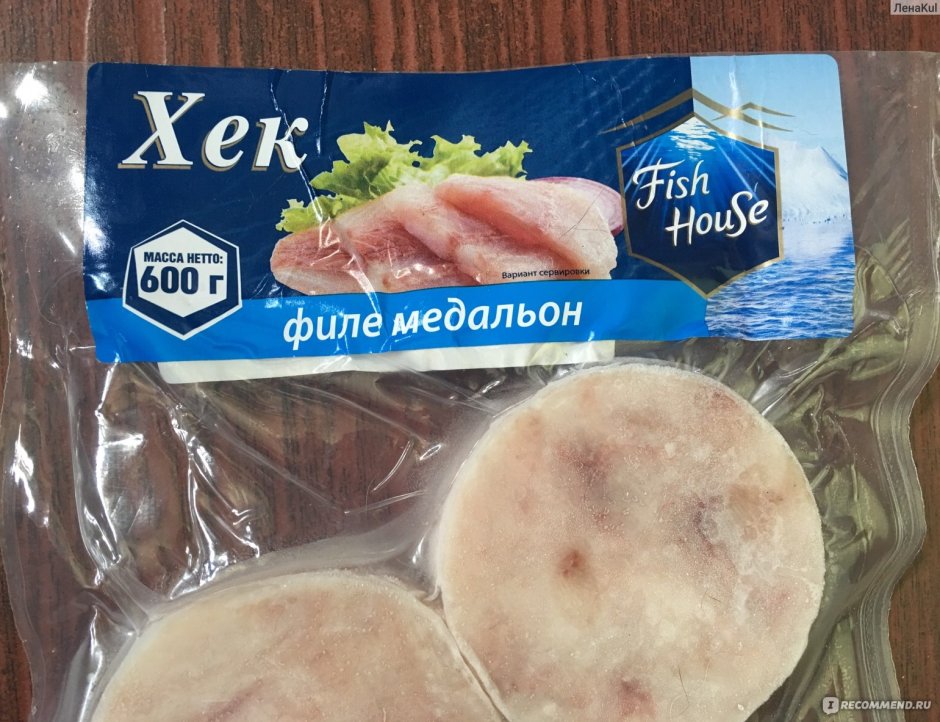 ЛенаKul
Хек
Fish
HouSe
МАССА НЕТТО:
600 г
Вариант сервировки
филе медальон
RECOMMEND.RU